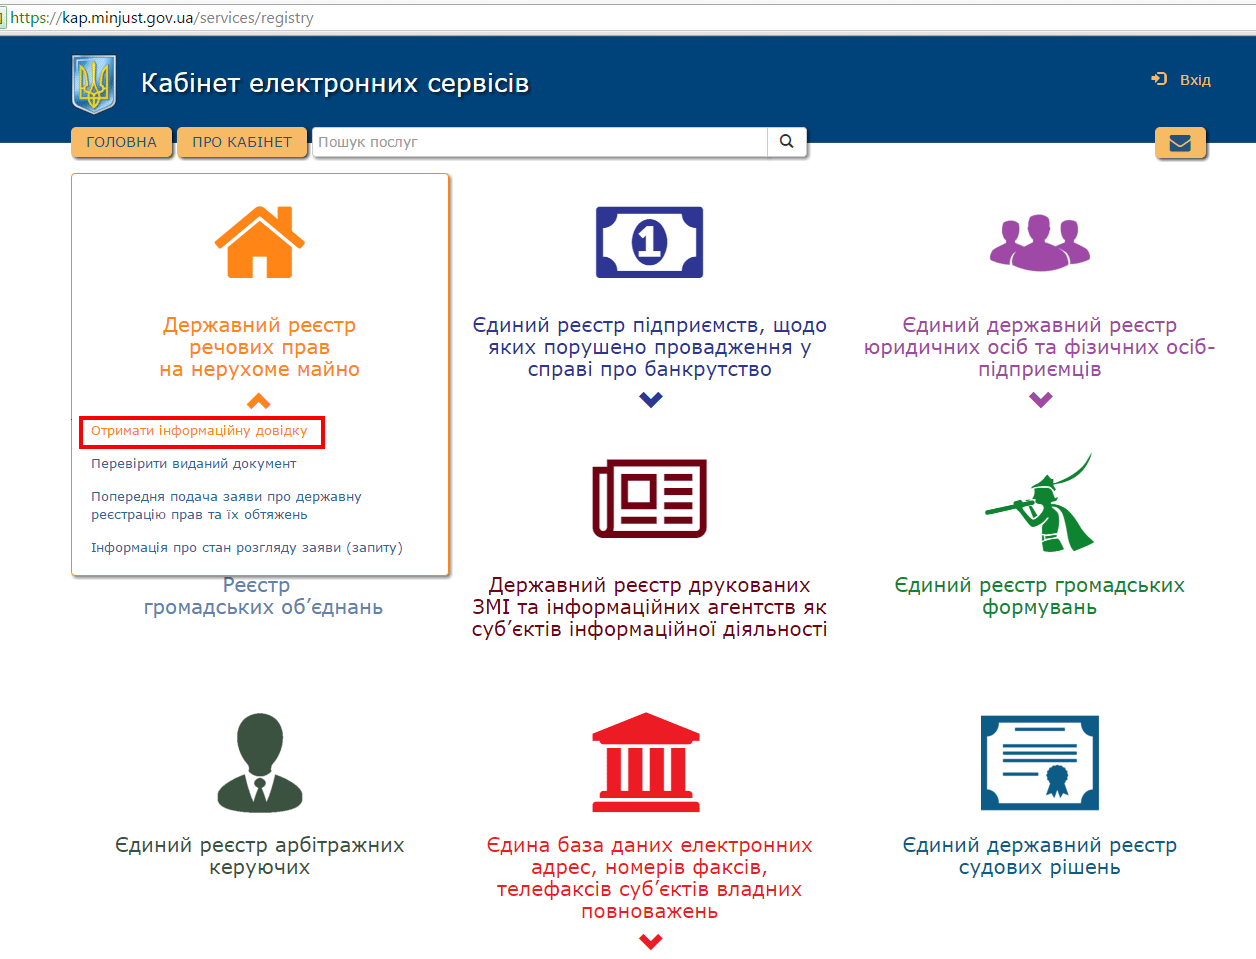 https://kap.minjust.gov.ua/services/registry
Кабінет електронних сервісів
Вхід
ГОЛОВНА
ПРО КАБІНЕТ
Пошук послуг
Державний реєстр
речових прав
на нерухоме майно
Отримати інформаційну довідку
Перевірити виданий документ
Попередня подача заяви про державну
реєстрацію прав та їх обтяжень
Інформація про стан розгляду заяви (запиту)
1
Єдиний реєстр підприємств, щодо
яких порушено провадження у
справі про банкрутство
Єдиний державний реєстр
юридичних осіб та фізичних осіб-
підприємців
Реєстр
громадських об’єднань
Державний реєстр друкованих
ЗМІ та інформаційних агентств як
суб’єктів інформаційної діяльності
Єдиний реєстр громадських
формувань
Єдиний реєстр арбітражних
керуючих
Єдина база даних електронних
адрес, номерів факсів,
телефаксів суб’єктів владних
повноважень
Єдиний державний реєстр
судових рішень